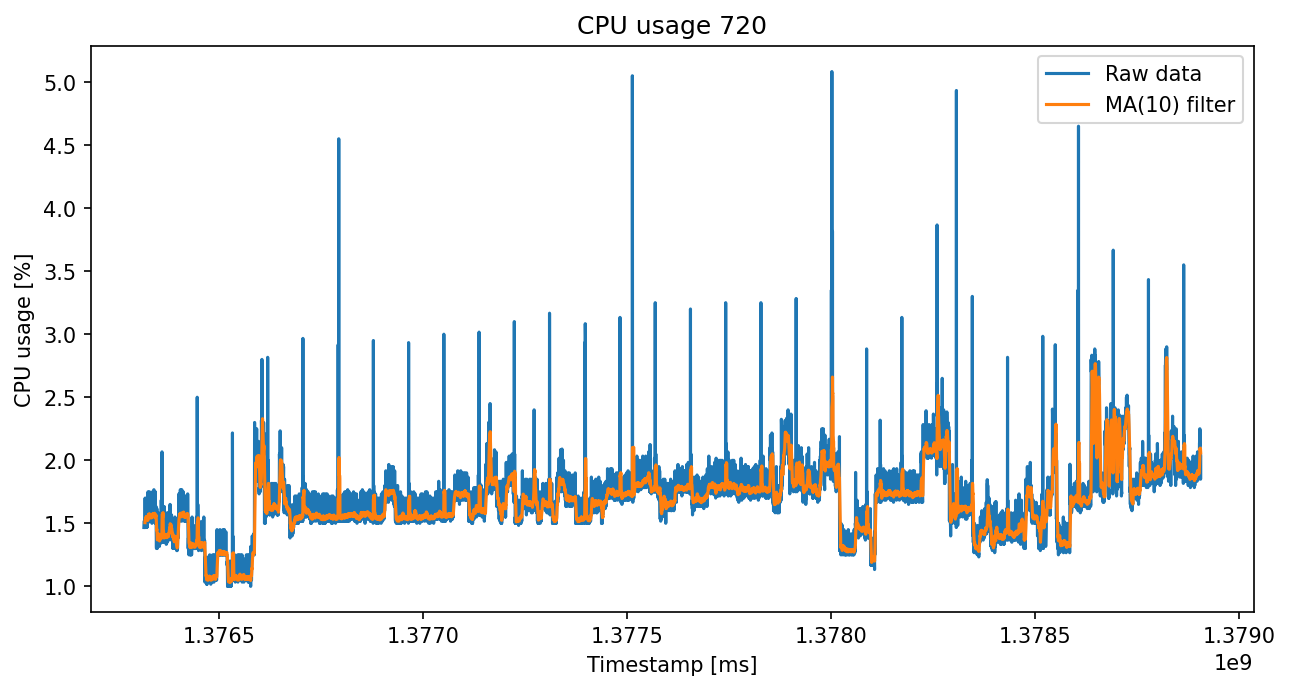 CPU usage 720
Raw data
MA(10) filter
CPU usage [%]
5.0
4.5
4.0
3.5
3.0
2.5
2.0
1.5
1.0
1.3765 1.3770 1.3775 1.3780 1.3785 1.3790
1e9
Timestamp [ms]